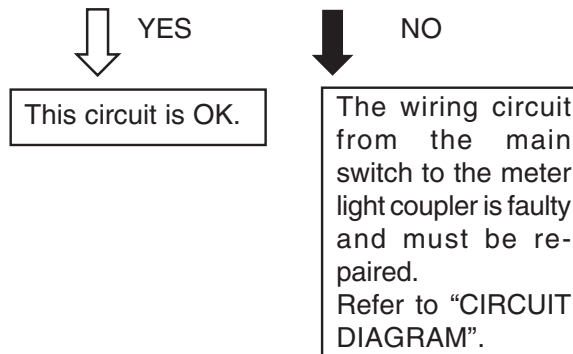 YES
NO
This circuit is OK.
The wiring circuit
from the main
switch to the meter
light coupler is faulty
and must be re-
paired.
Refer to “CIRCUIT
DIAGRAM”.